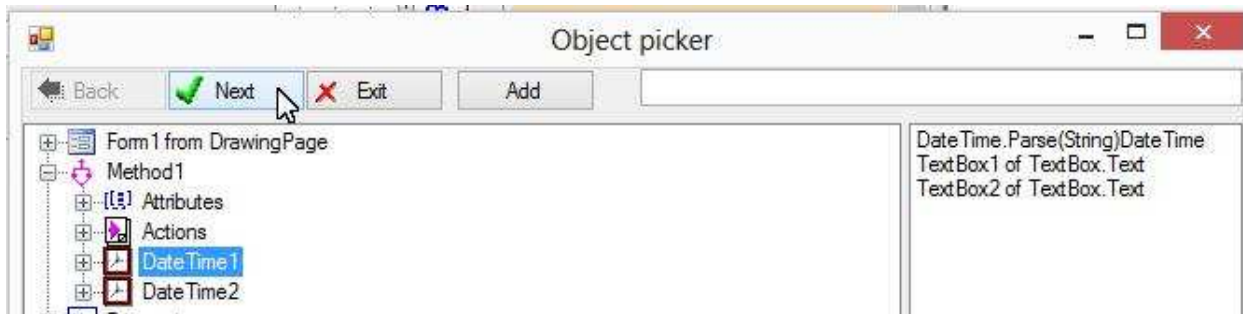 Object picker
Back Next Exit Add
Form1 from DrawingPage
Method1
Attributes
Actions
DateTime1
DateTime2
DateTime.Parse(String)DateTime
TextBox1 of TextBox.Text
TextBox2 of TextBox.Text